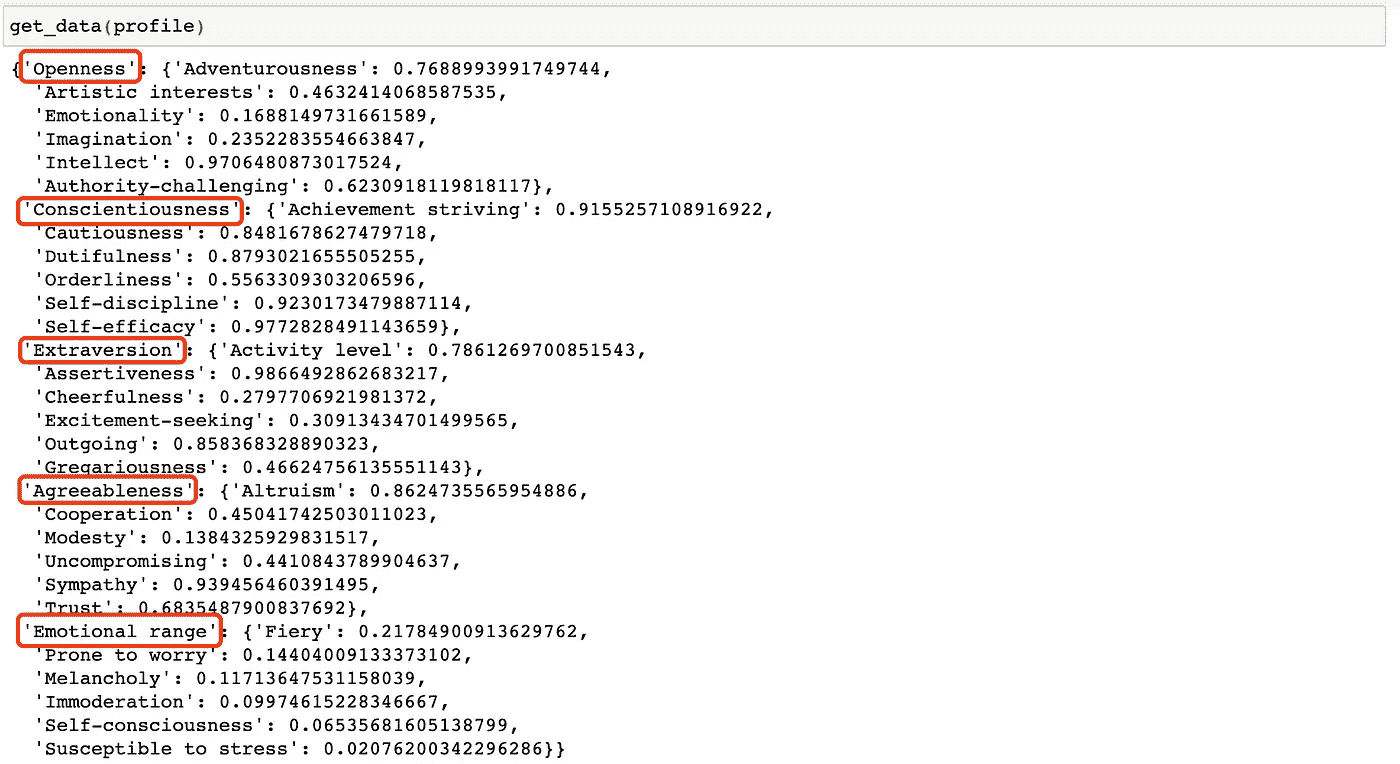 get_data(profile)
{'Openness': {'Adventurousness': 0.7688993991749744,
'Artistic interests': 0.4632414068587535,
'Emotionality': 0.1688149731661589,
'Imagination': 0.2352283554663847,
'Intellect': 0.9706480873017524,
'Authority-challenging': 0.6230918119818117},
'Conscientiousness': {'Achievement striving': 0.9155257108916922,
'Cautiousness': 0.8481678627479718,
'Dutifulness': 0.8793021655505255,
'Orderliness': 0.5563309303206596,
'Self-discipline': 0.9230173479887114,
'Self-efficacy': 0.9772828491143659},
'Extraversion': {'Activity level': 0.7861269700851543,
'Assertiveness': 0.9866492862683217,
'Cheerfulness': 0.2797706921981372,
'Excitement-seeking': 0.30913434701499565,
'Outgoing': 0.858368328890323,
'Gregariousness': 0.46624756135551143},
'Agreeableness': {'Altruism': 0.8624735565954886,
'Cooperation': 0.45041742503011023,
'Modesty': 0.1384325929831517,
'Uncompromising': 0.4410843789904637,
'Sympathy': 0.939456460391495,
'Trust': 0.6835487900837692},
'Emotional range': {'Fiery': 0.21784900913629762,
'Prone to worry': 0.14404009133373102,
'Melancholy': 0.11713647531158039,
'Immoderation': 0.09974615228346667,
'Self-consciousness': 0.06535681605138799,
'Susceptible to stress': 0.02076200342296286}}